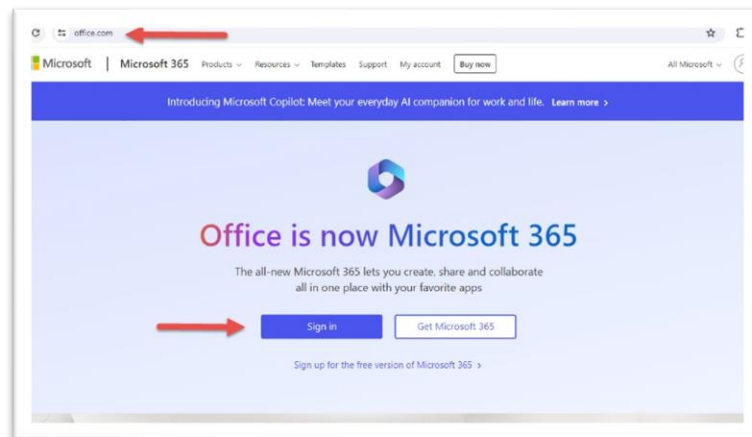 office.com
Microsoft | Microsoft 365 Products Resources Templates Support My account Buy now All Microsoft
Introducing Microsoft Copilot: Meet your everyday AI companion for work and life. Learn more >
Office is now Microsoft 365
The all-new Microsoft 365 lets you create, share and collaborate
all in one place with your favorite apps
Sign in Get Microsoft 365
Sign up for the free version of Microsoft 365 >